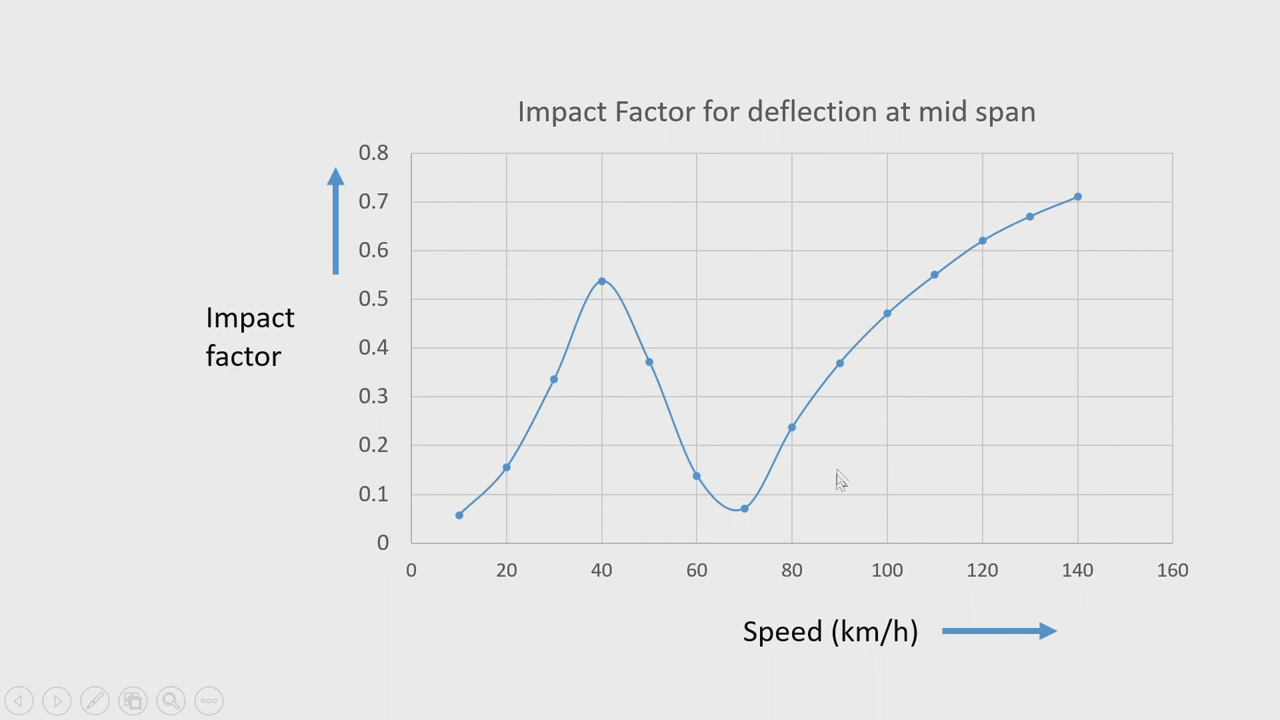 Impact Factor for deflection at mid span
0.8
0.7
0.6
0.5
0.4
0.3
0.2
0.1
0
Impact
factor
0 20 40 60 80 100 120 140 160
Speed (km/h)